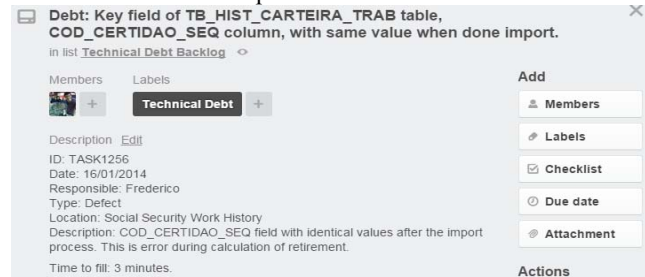 Debt: Key field of TB_HIST_CARTEIRA_TRAB table,
COD_CERTIDAO_SEQ column, with same value when done
import.
in list Technical Debt Backlog
Members Labels
+ Technical Debt +
Description Edit
ID: TASK1256
Date: 16/01/2014
Responsible: Frederico
Type: Defect
Location: Social Security Work History
Description: COD_CERTIDAO_SEQ field with identical values after the import
process. This is error during calculation of retirement.
Time to fill: 3 minutes.
Add
Members
Labels
Checklist
Due date
Attachment
Actions